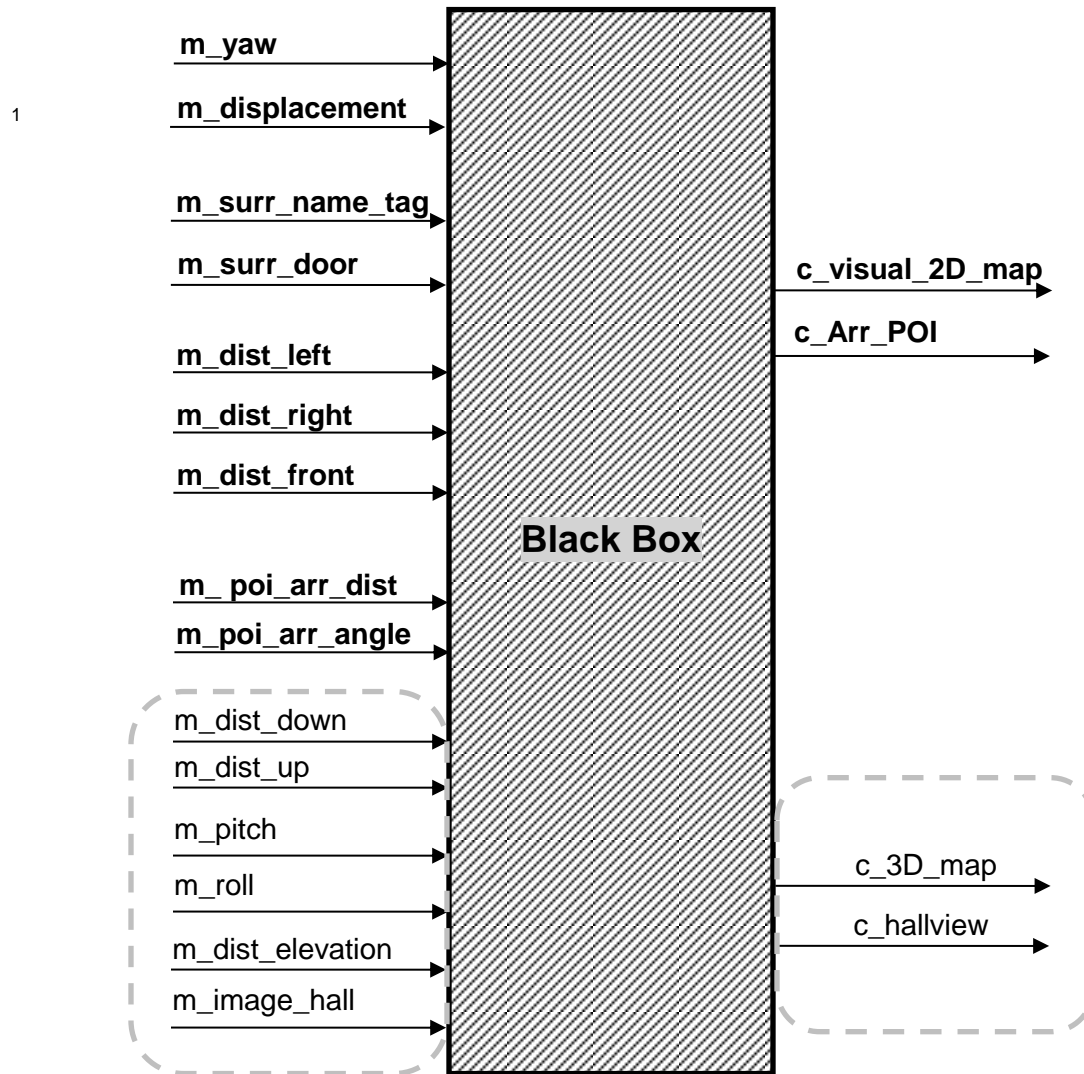 m_yaw
1
m_displacement
m_surr_name_tag
m_surr_door
c_visual_2D_map
c_Arr_POI
m_dist_left
m_dist_right
m_dist_front
Black Box
m_ poi_arr_dist
m_poi_arr_angle
m_dist_down
m_dist_up
m_pitch
m_roll
m_dist_elevation
m_image_hall
c_3D_map
c_hallview